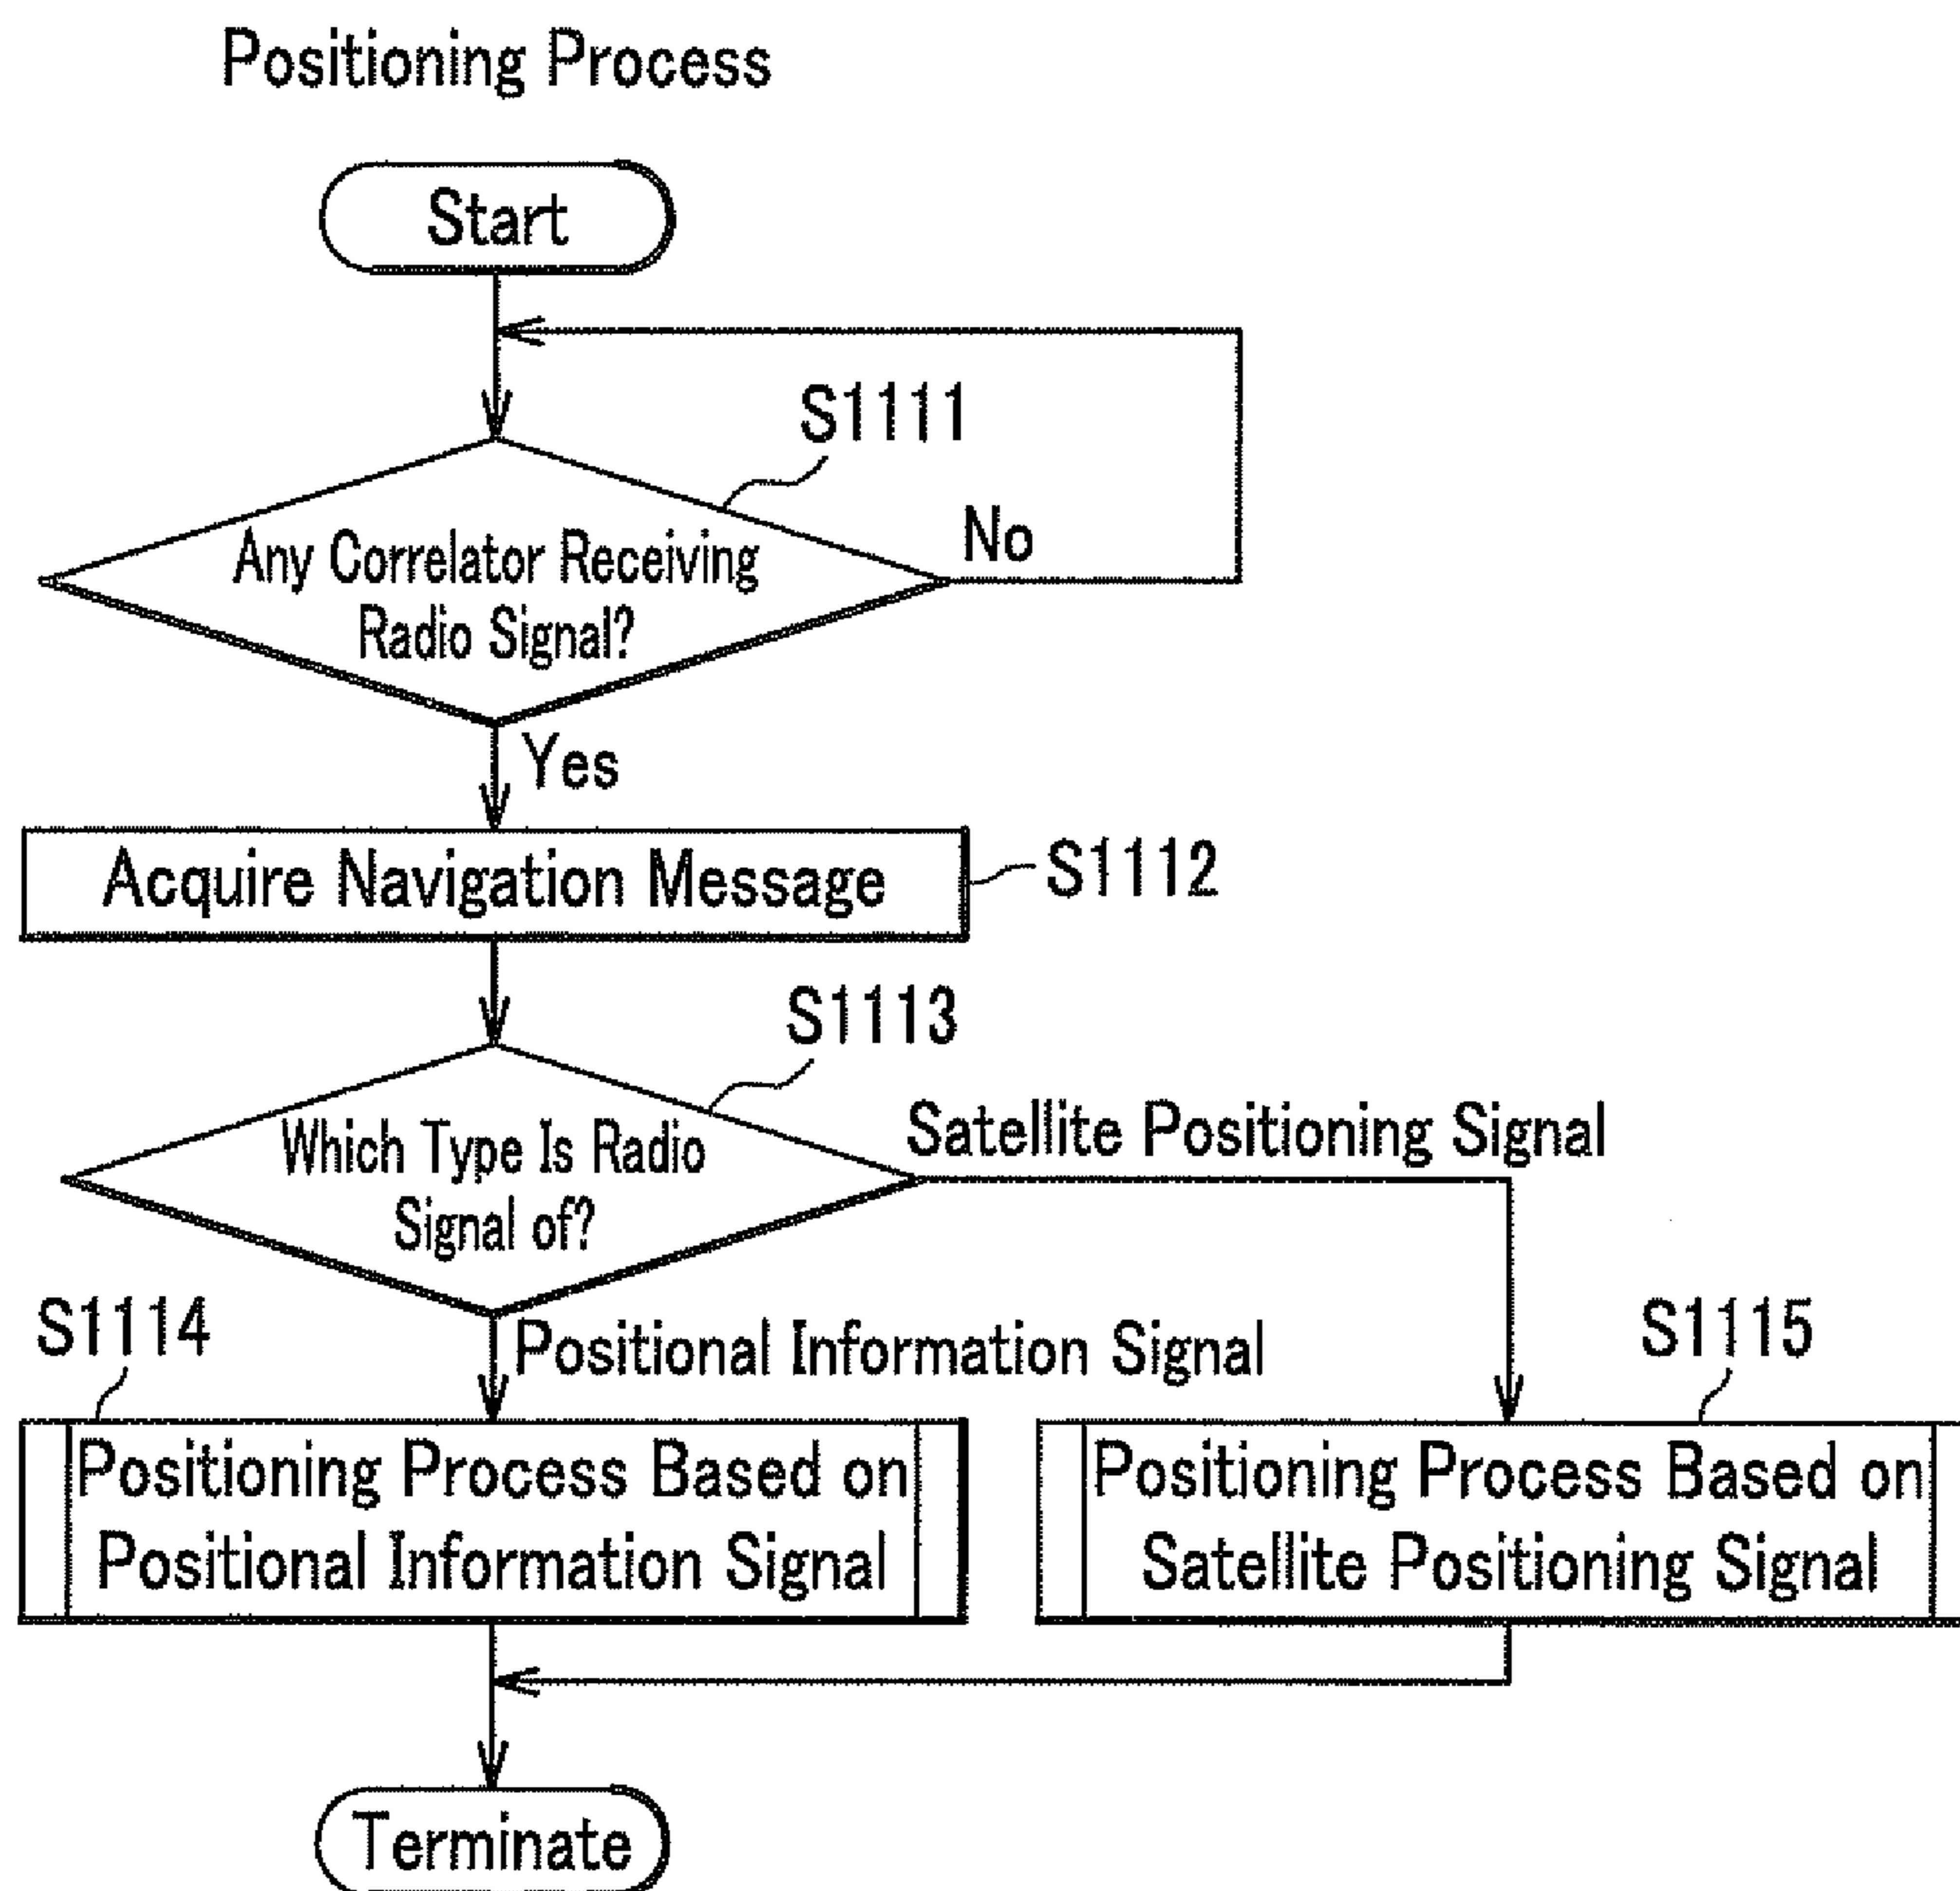 Positioning Process
Start
S1111
Any Correlator Receiving
Radio Signal?
No
Yes
Acquire Navigation Message
S1112
S1113
Which Type Is Radio
Signal of?
Satellite Positioning Signal
Positional Information Signal
S1114
S1115
Positioning Process Based on
Positional Information Signal
Positioning Process Based on
Satellite Positioning Signal
Terminate